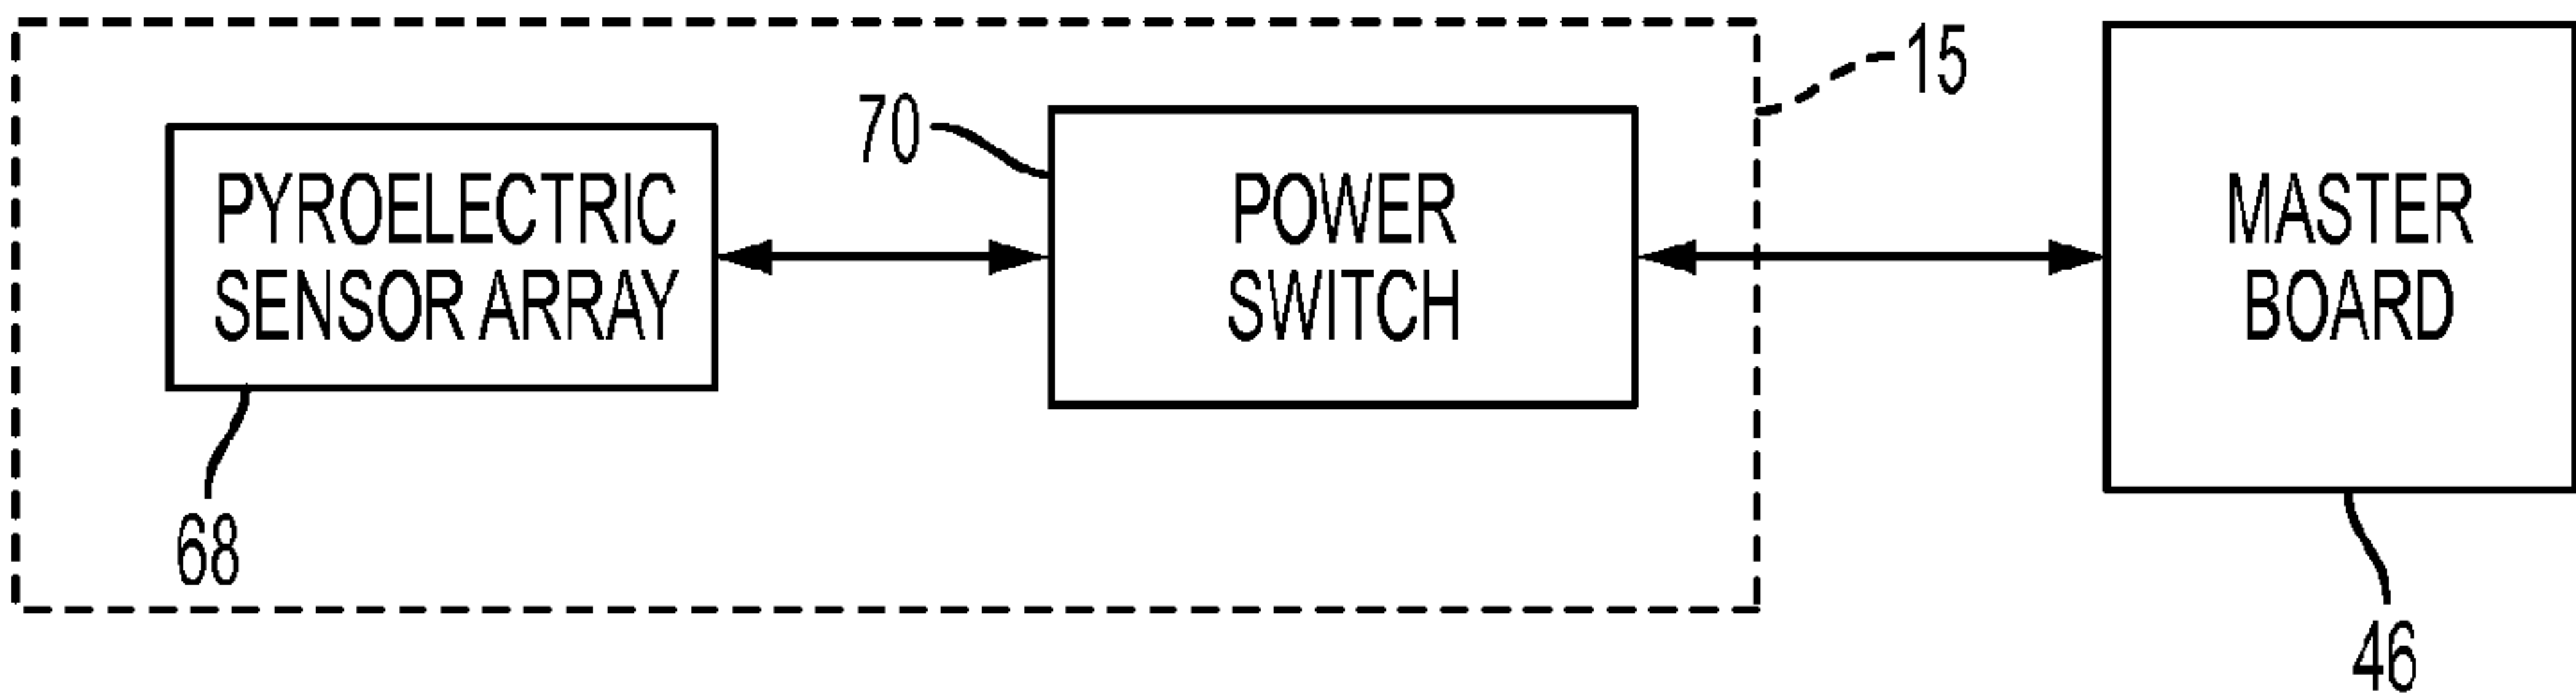 15
70
PYROELECTRIC
SENSOR ARRAY
POWER
SWITCH
MASTER
BOARD
68
46